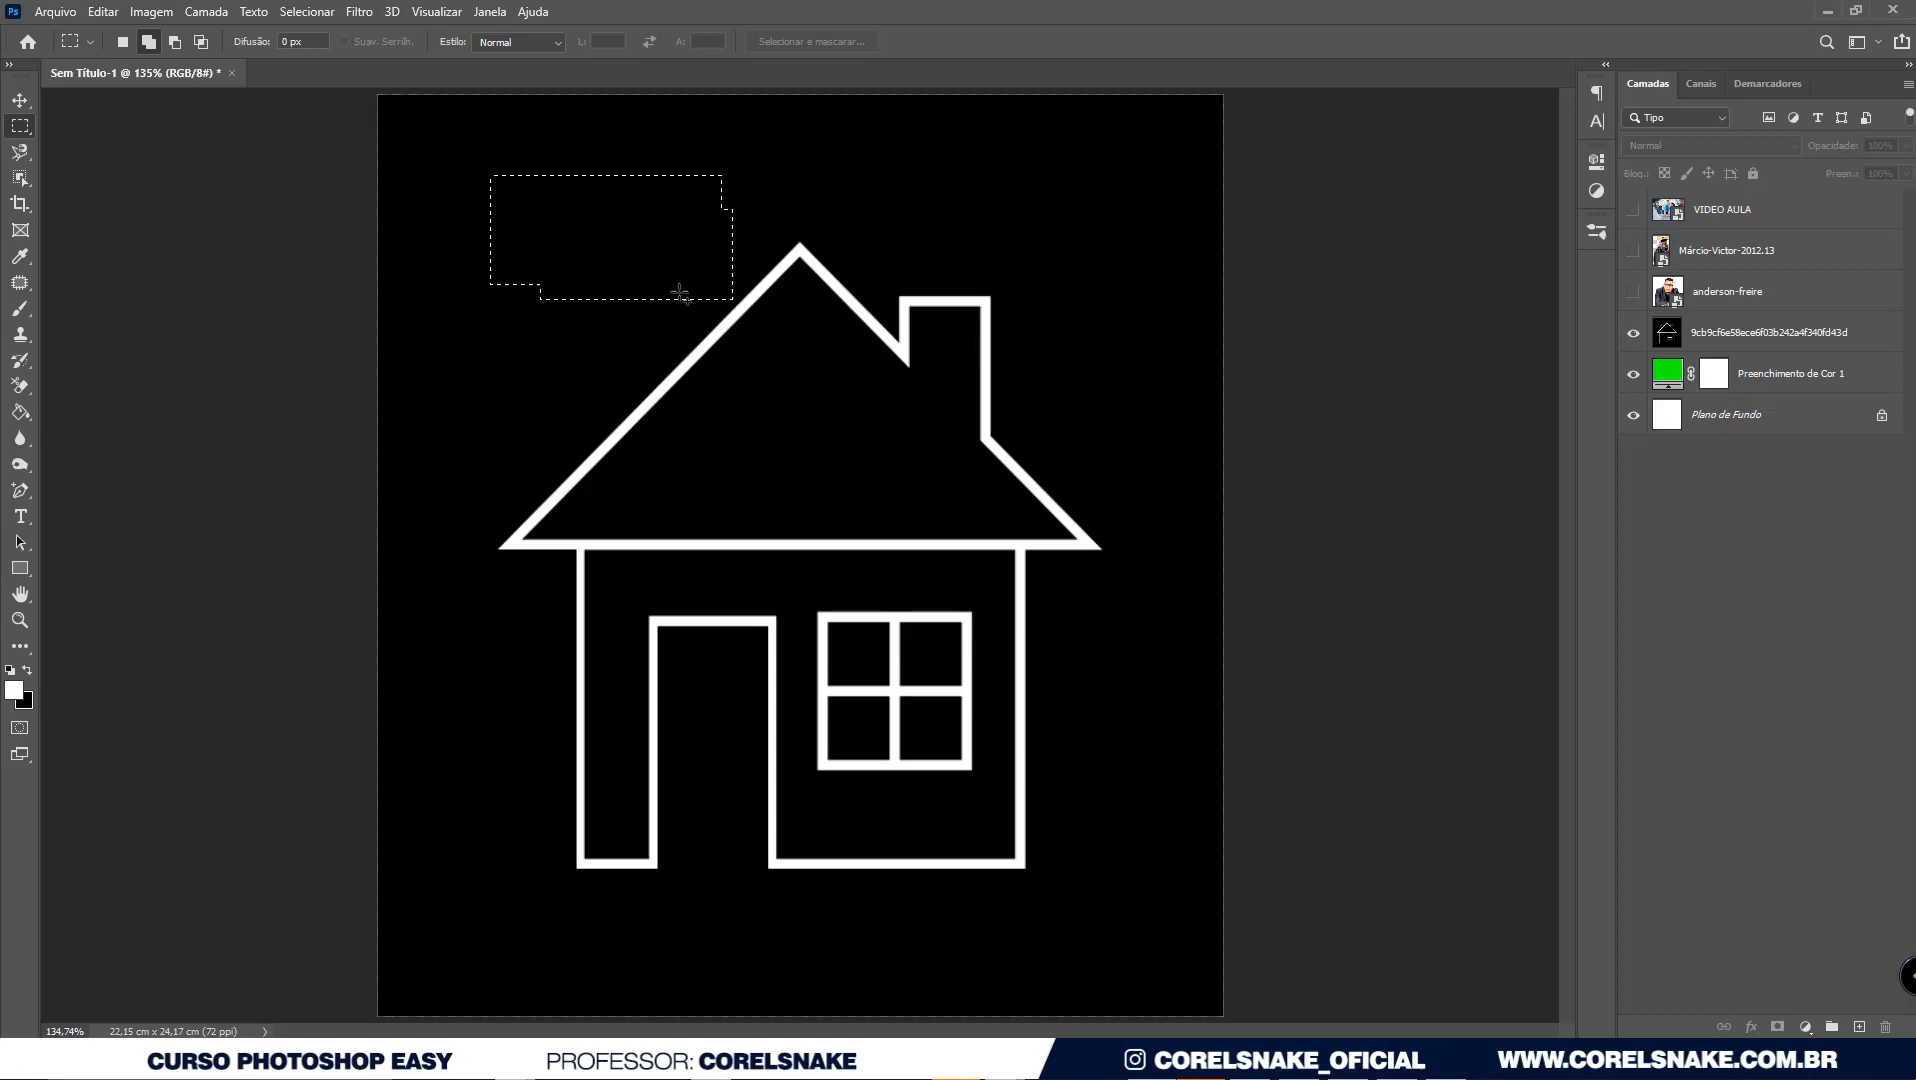 Ps Arquivo Editar Imagem Camada Texto Selecionar Filtro 3D Visualizar Janela Ajuda
Difusão: 0 px Suav. Serrilh. Estilo: Normal L: A: Selecionar e mascarar...
Sem Título-1 @ 135% (RGB/8#) *
Camadas Canais Demarcadores
Tipo
Normal Opacidade: 100%
Bloq.: Preen.: 100%
VIDEO AULA
Márcio-Victor-2012.13
anderson-freire
9cb9cf6e58ece6f03b242a4f340fd43d
Preenchimento de Cor 1
Plano de Fundo
134,74% 22,15 cm x 24,17 cm (72 ppi)
CURSO PHOTOSHOP EASY PROFESSOR: CORELSNAKE CORELSNAKE_OFICIAL WWW.CORELSNAKE.COM.BR